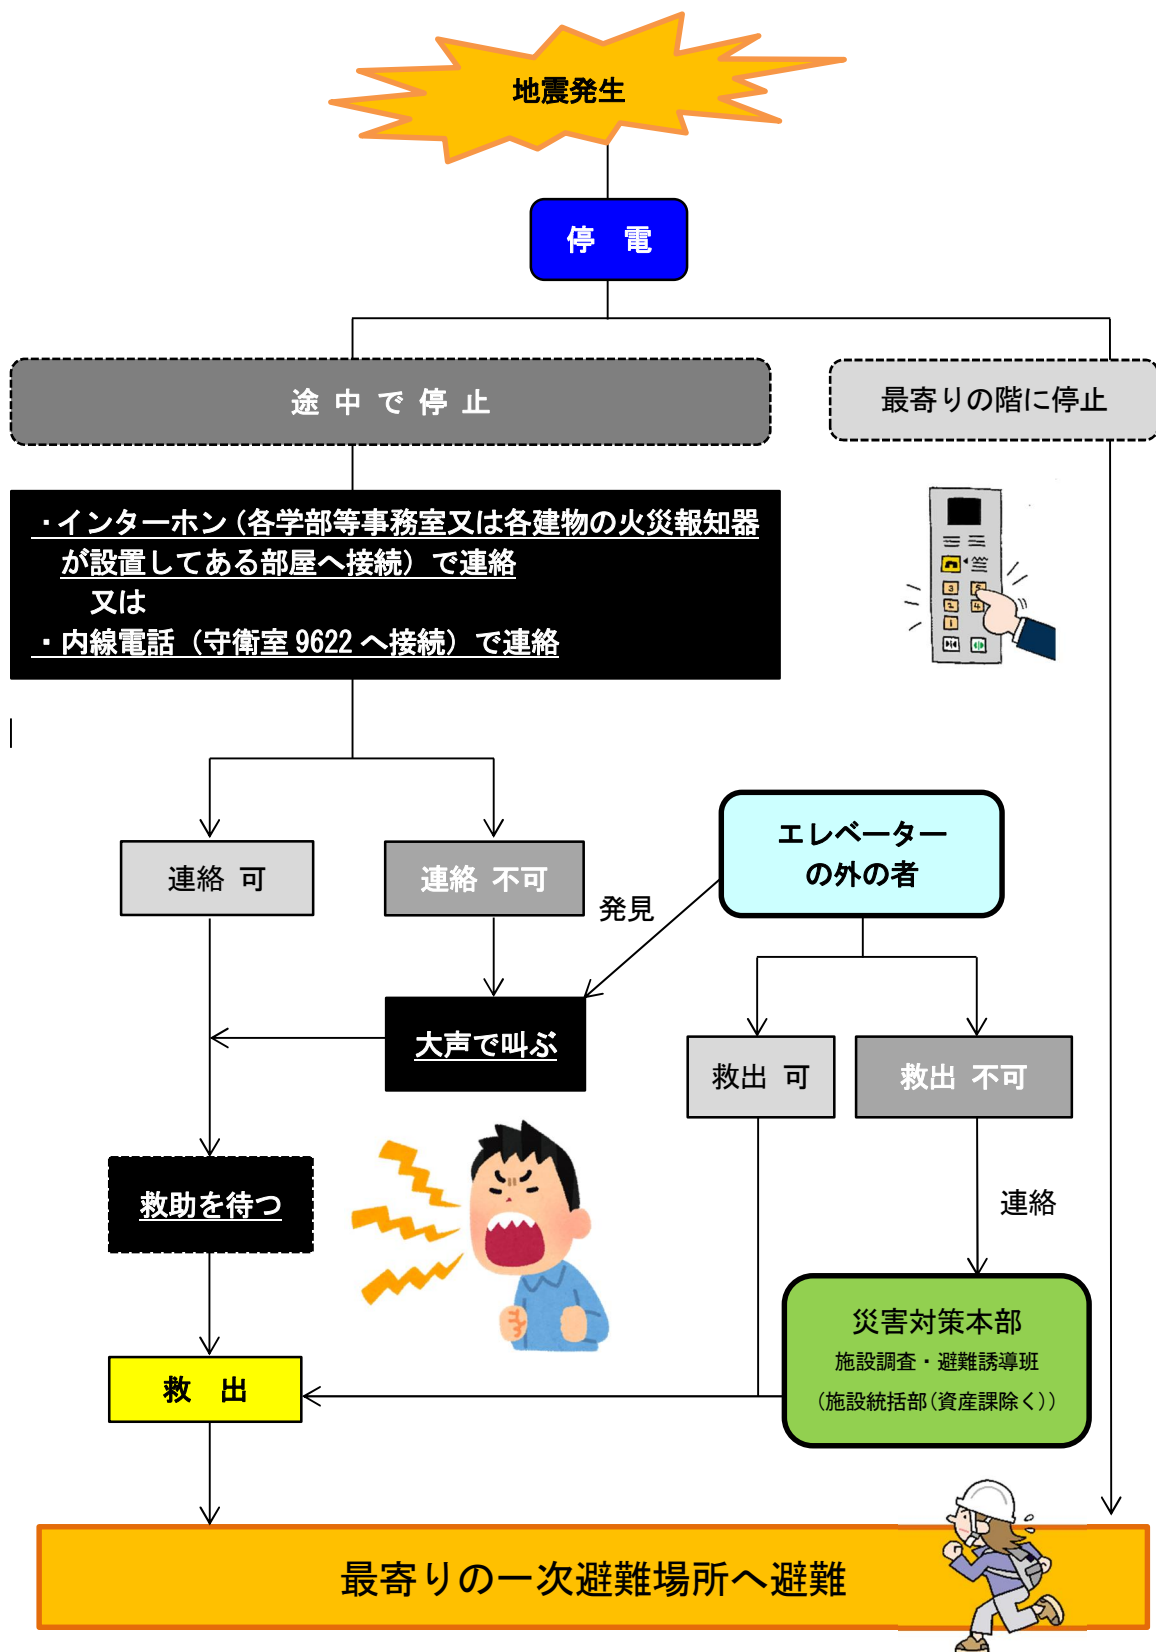 地震発生
停　電
途 中 で 停 止
最寄りの階に停止
・インターホン（各学部等事務室又は各建物の火災報知器
が設置してある部屋へ接続）で連絡
又は
・内線電話（守衛室 9622 へ接続）で連絡
3 5
2 4
1
エレベーター
の外の者
連絡 可
連絡 不可
発見
大声で叫ぶ
救出 可
救出 不可
救助を待つ
連絡
災害対策本部
施設調査・避難誘導班
（施設統括部（資産課除く））
救　出
最寄りの一次避難場所へ避難